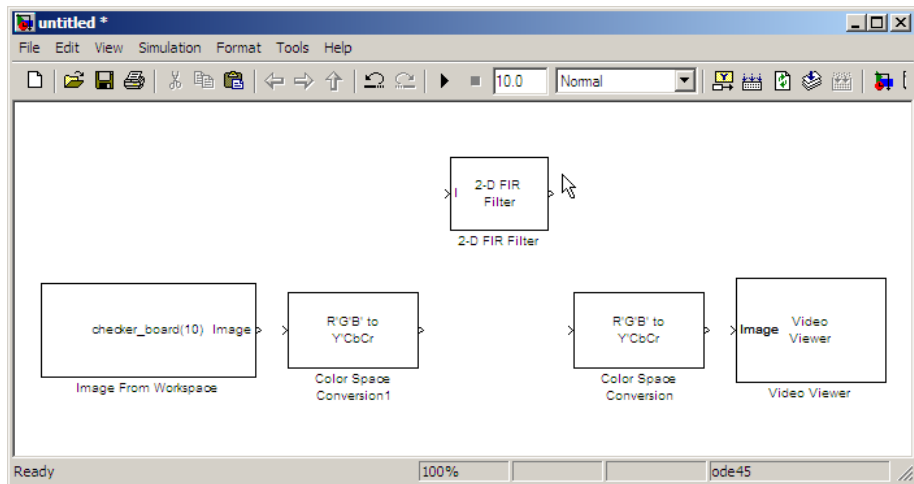 untitled *
File Edit View Simulation Format Tools Help
10.0 Normal
I 2-D FIR
Filter
2-D FIR Filter
checker_board(10) Image
Image From Workspace
R'G'B' to
Y'CbCr
Color Space
Conversion1
R'G'B' to
Y'CbCr
Color Space
Conversion
Image Video
Viewer
Video Viewer
Ready 100% ode45